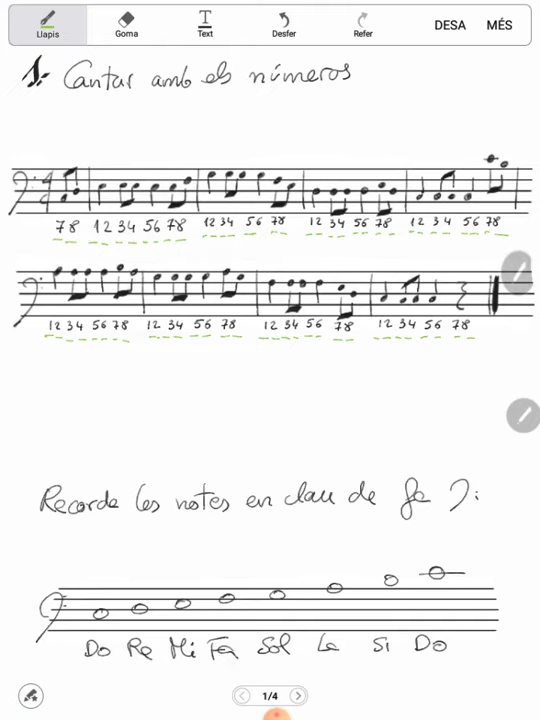 Llapis Goma Text Desfer Refer DESA MÉS
1. Cantar amb els números
4 4
78 12 34 56 78 12 34 56 78 12 34 56 78 12 34 56 78
12 34 56 78 12 34 56 78 12 34 56 78 12 34 56 78
Recorda les notes en clau de fa
Do Re Mi Fa Sol La Si Do
1/4